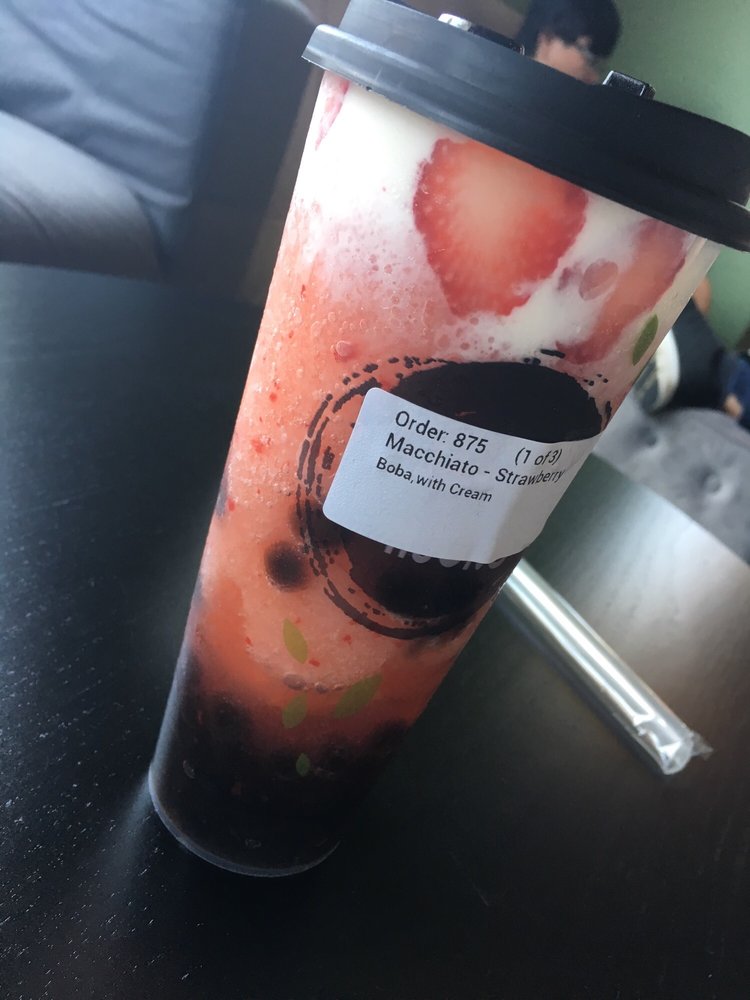 Order: 875 (1 of 3)
Macchiato - Strawberry
Boba, with Cream